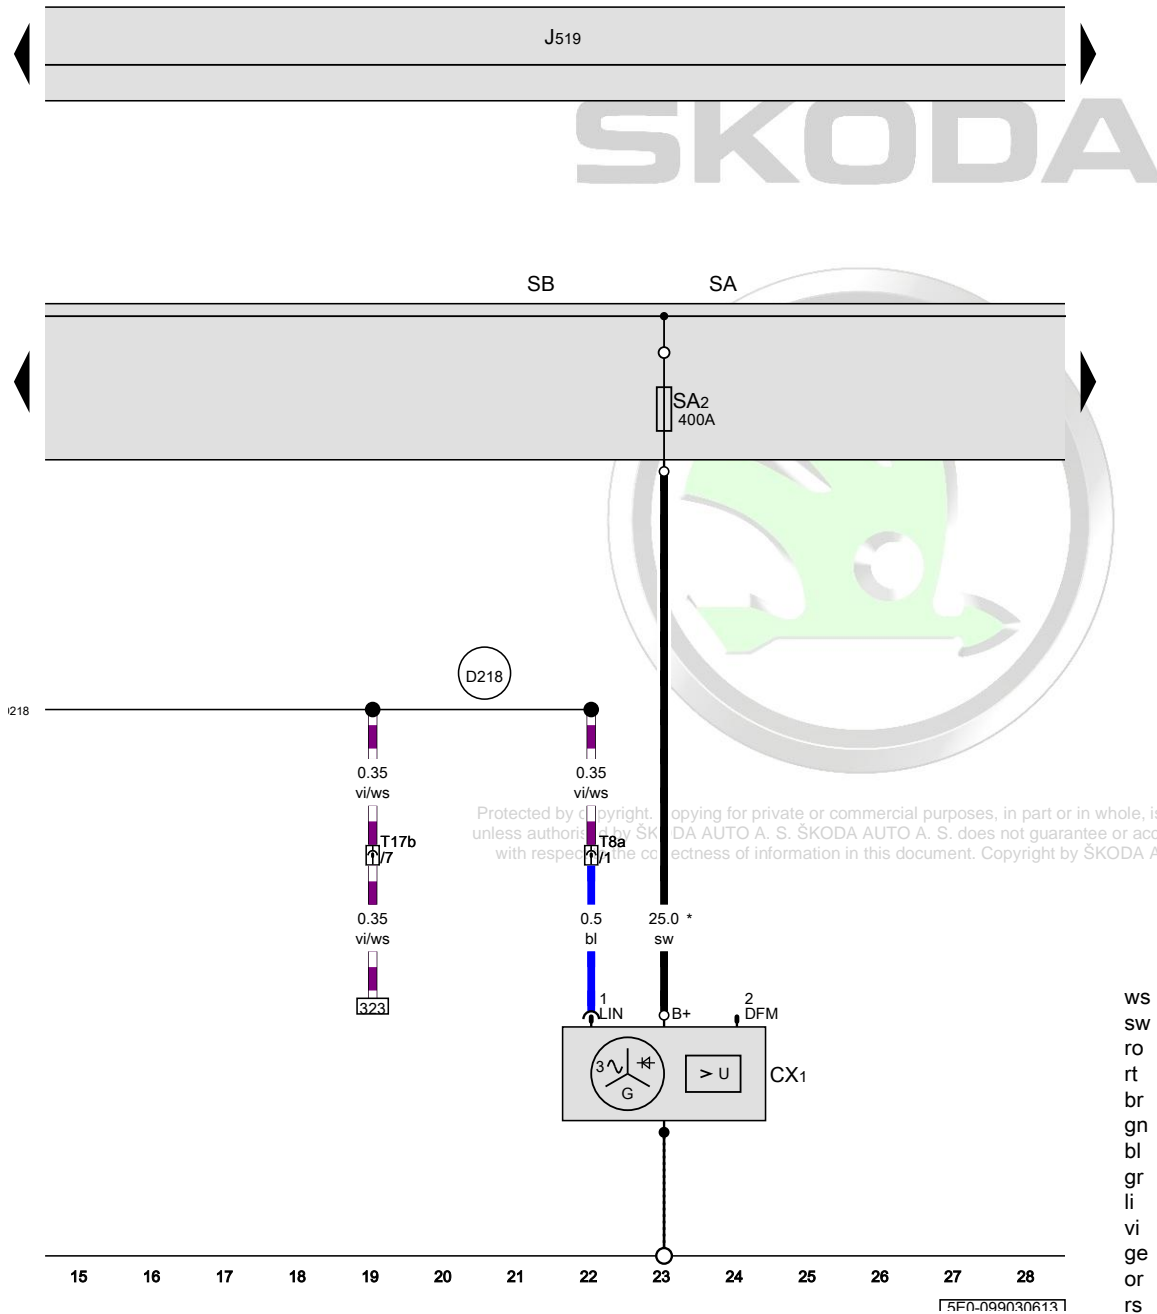 J519
SKODA
SB SA
SA2
400A
D218
0.35 0.35
vi/ws vi/ws
Protected by copyright. Copying for private or commercial purposes, in part or in whole, is
unless authorised by ŠKODA AUTO A. S. ŠKODA AUTO A. S. does not guarantee or acc
with respect to the correctness of information in this document. Copyright by ŠKODA A
T17b T8a
/7 /1
0.35 0.5 25.0 *
vi/ws bl sw
323
1 2
LIN B+ DFM
3 G > U CX1
ws
sw
ro
rt
br
gn
bl
gr
li
vi
ge
or
rs
15 16 17 18 19 20 21 22 23 24 25 26 27 28
5E0-099030613